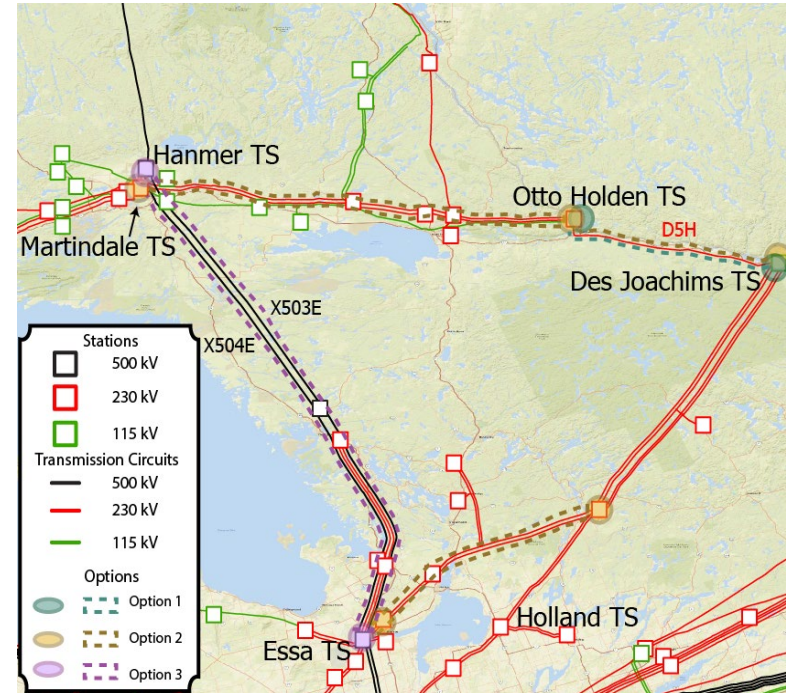 Hanmer TS
Martindale TS
Otto Holden TS
D5H
Des Joachims TS
X503E
X504E
Stations
500 kV
230 kV
115 kV
Transmission Circuits
500 kV
230 kV
115 kV
Options
Option 1
Option 2
Option 3
Essa TS
Holland TS